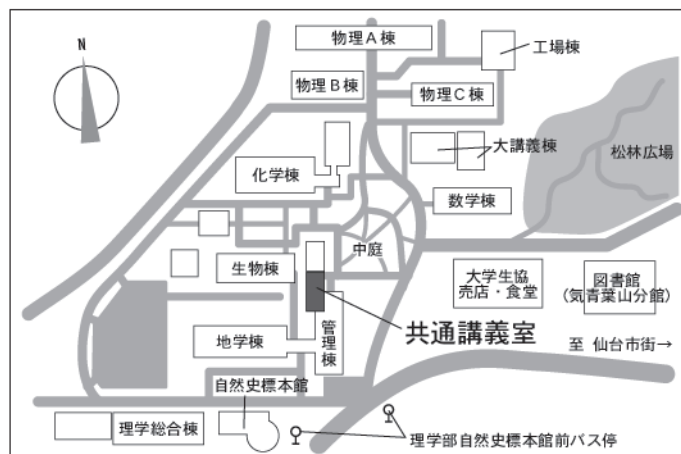 物理A棟
N
工場棟
物理B棟
物理C棟
大講義棟
松林広場
化学棟
数学棟
中庭
生物棟
大学生協
売店・食堂
図書館
(気青葉山分館)
共通講義室
管理棟
地学棟
至 仙台市街→
自然史標本館
理学総合棟
理学部自然史標本館前バス停